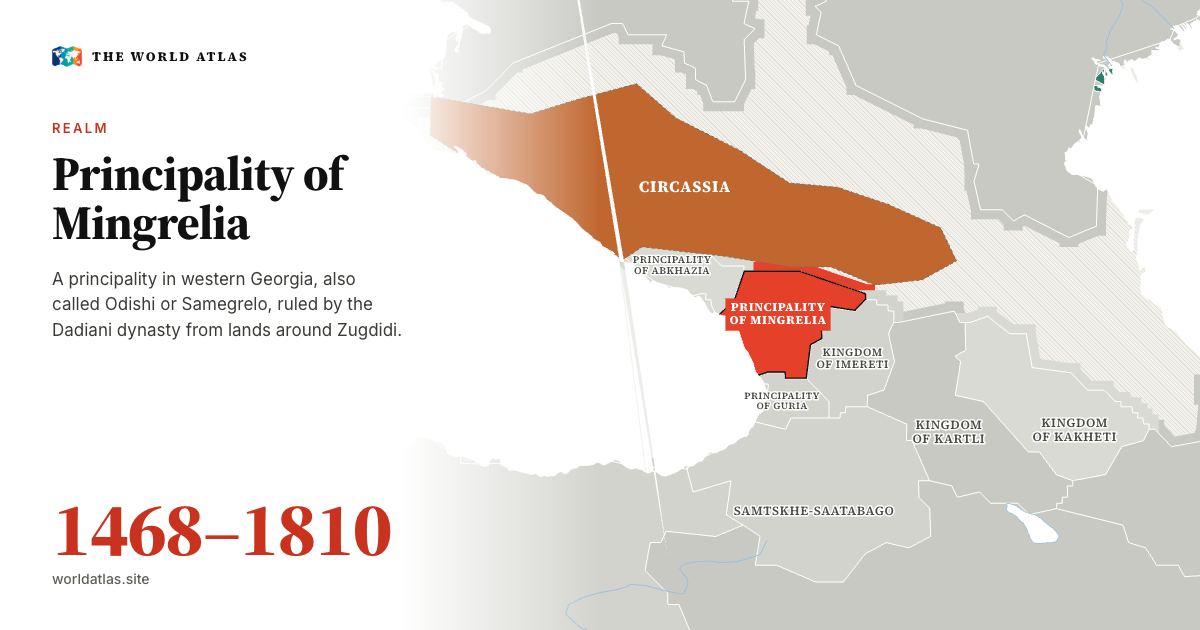 THE WORLD ATLAS
REALM
Principality of
Mingrelia
A principality in western Georgia, also
called Odishi or Samegrelo, ruled by the
Dadiani dynasty from lands around Zugdidi.
1468–1810
worldatlas.site
CIRCASSIA
PRINCIPALITY
OF ABKHAZIA
PRINCIPALITY
OF MINGRELIA
KINGDOM
OF IMERETI
PRINCIPALITY
OF GURIA
KINGDOM
OF KARTLI
KINGDOM
OF KAKHETI
SAMTSKHE-SAATABAGO